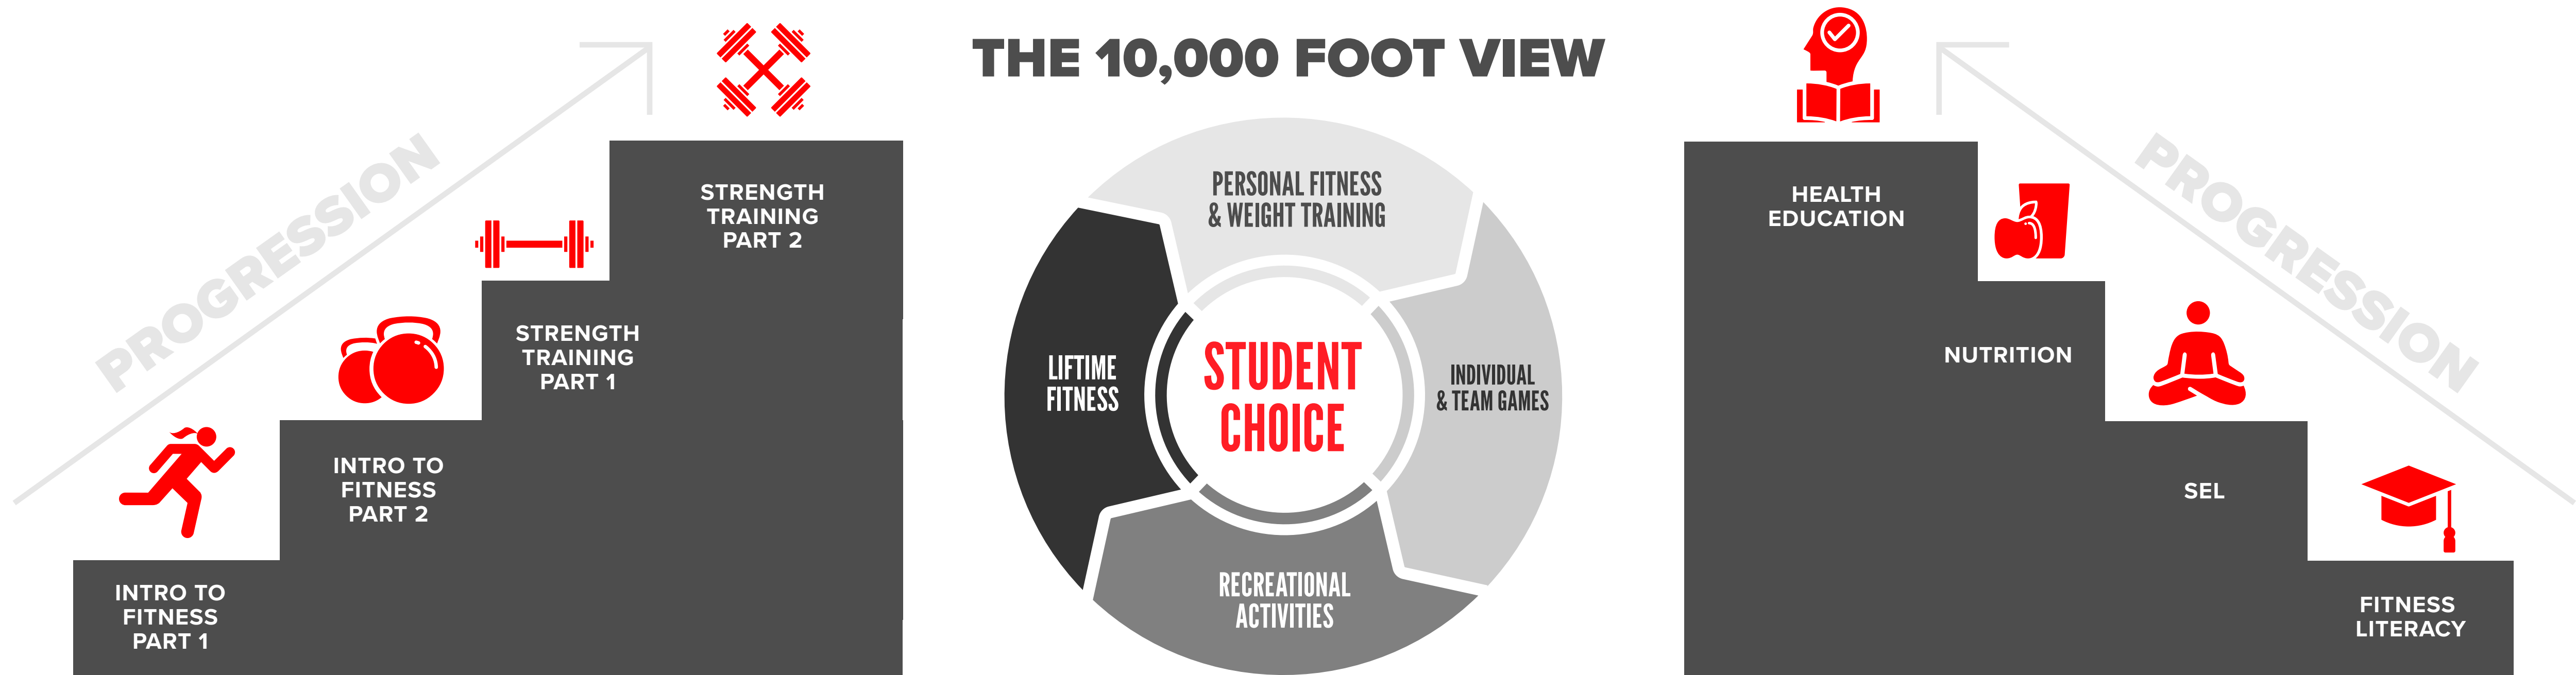 THE 10,000 FOOT VIEW
PROGRESSION
STRENGTH
TRAINING
PART 2
STRENGTH
TRAINING
PART 1
INTRO TO
FITNESS
PART 2
INTRO TO
FITNESS
PART 1
PERSONAL FITNESS
& WEIGHT TRAINING
LIFTIME
FITNESS
STUDENT
CHOICE
INDIVIDUAL
& TEAM GAMES
RECREATIONAL
ACTIVITIES
PROGRESSION
HEALTH
EDUCATION
NUTRITION
SEL
FITNESS
LITERACY